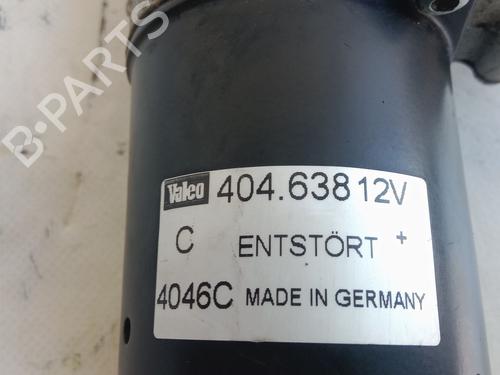 B-PARTS
Valeo 404.638 12V
C ENTSTÖRT +
4046C MADE IN GERMANY